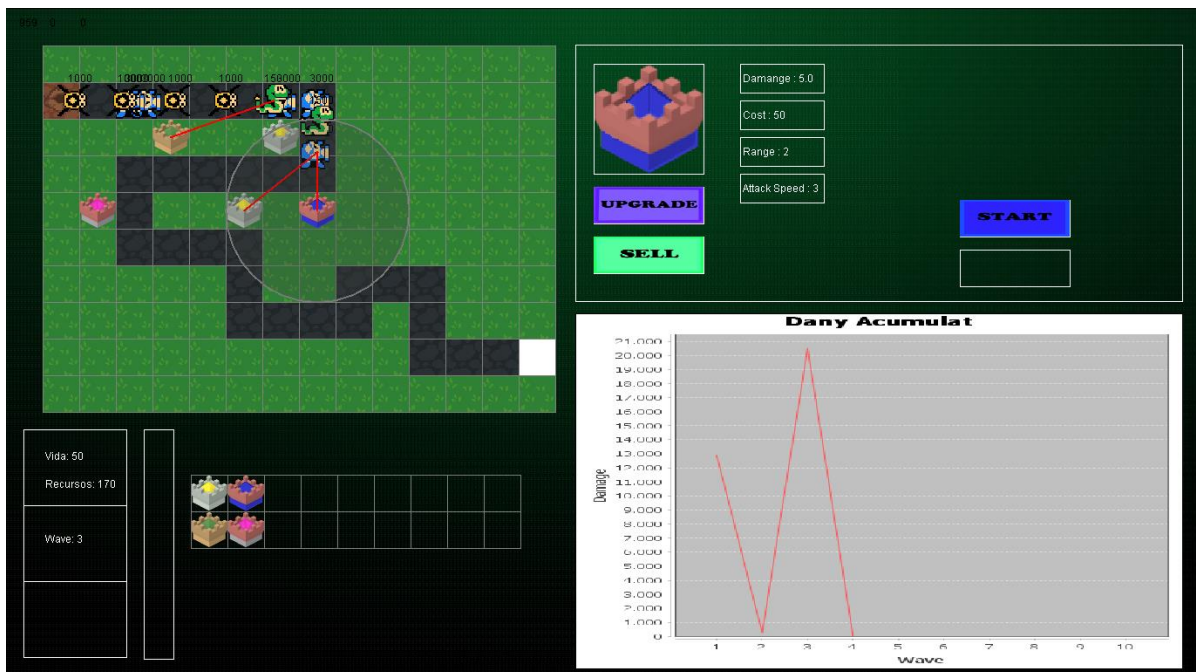 959 0 0
1000
1000
1000
150000
3000
Damange : 5.0
Cost : 50
Range : 2
Attack Speed : 3
UPGRADE
SELL
START
Vida: 50
Recursos: 170
Wave: 3
Dany Acumulat
21.000
20.000
19.000
18.000
17.000
16.000
15.000
14.000
13.000
12.000
11.000
10.000
9.000
8.000
7.000
6.000
5.000
4.000
3.000
2.000
1.000
0
Damage
1 2 3 4 5 6 7 8 9 10
Wave